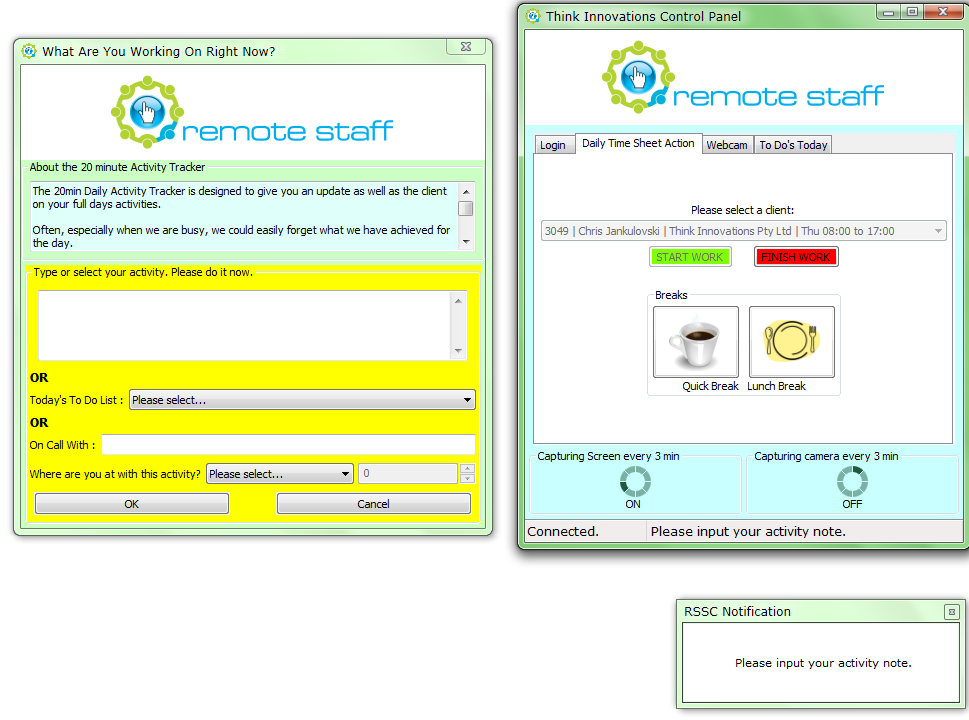 What Are You Working On Right Now?
remote staff
About the 20 minute Activity Tracker
The 20min Daily Activity Tracker is designed to give you an update as well as the client
on your full days activities.
Often, especially when we are busy, we could easily forget what we have achieved for
the day.
Type or select your activity. Please do it now.
OR
Today's To Do List : Please select...
OR
On Call With :
Where are you at with this activity? Please select... 0
OK Cancel
Think Innovations Control Panel
remote staff
Login Daily Time Sheet Action Webcam To Do's Today
Please select a client:
3049 | Chris Jankulovski | Think Innovations Pty Ltd | Thu 08:00 to 17:00
START WORK FINISH WORK
Breaks
Quick Break Lunch Break
Capturing Screen every 3 min Capturing camera every 3 min
ON OFF
Connected. Please input your activity note.
RSSC Notification
Please input your activity note.